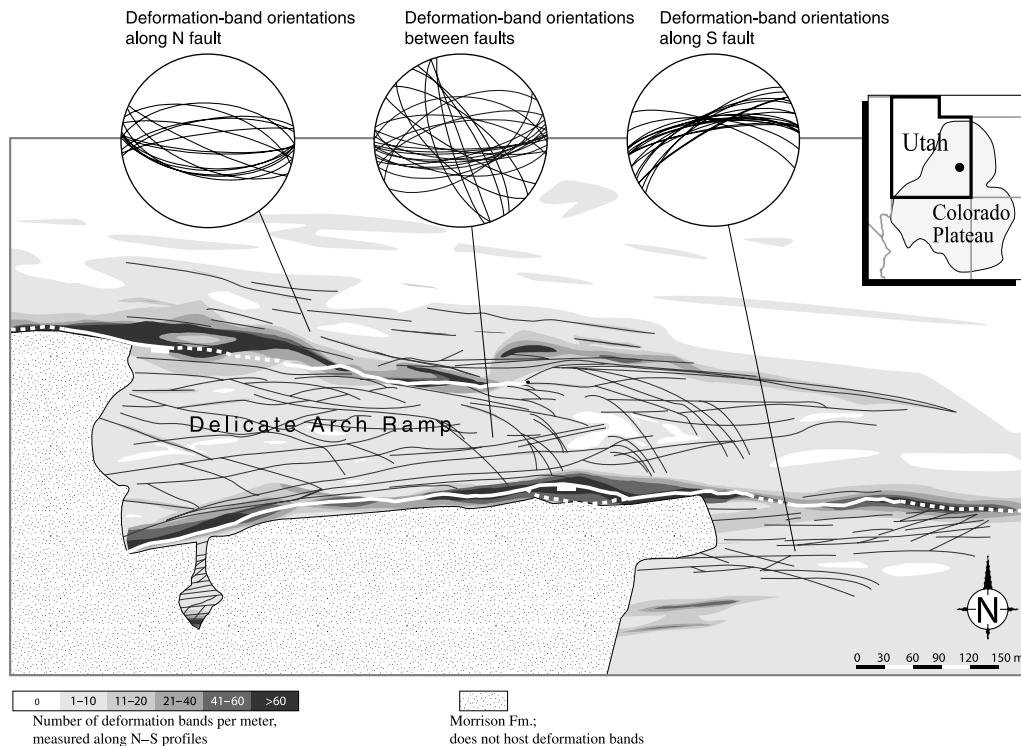 Deformation-band orientations
along N fault
Deformation-band orientations
between faults
Deformation-band orientations
along S fault
Utah
Colorado
Plateau
Delicate Arch Ramp
N
0 30 60 90 120 150 m
0 1–10 11–20 21–40 41–60 >60
Number of deformation bands per meter,
measured along N–S profiles
Morrison Fm.;
does not host deformation bands